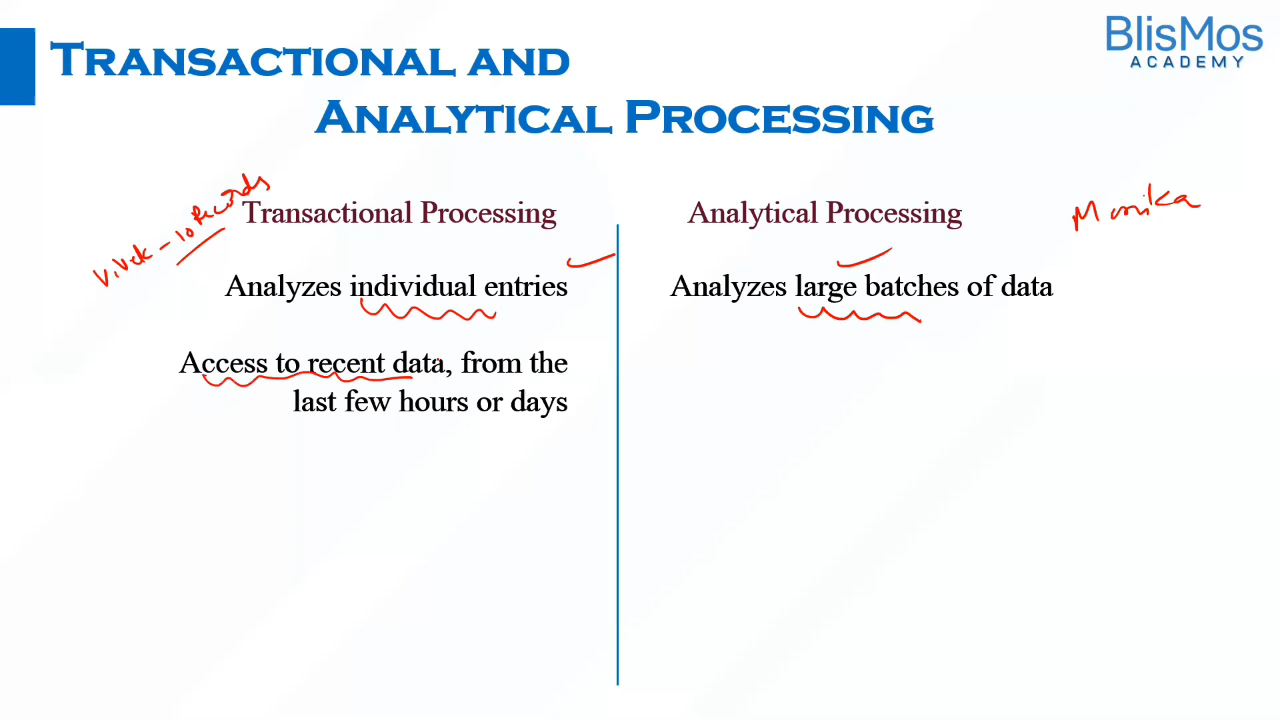 BlisMos
ACADEMY
TRANSACTIONAL AND
ANALYTICAL PROCESSING
Vivek - 10 Records
Transactional Processing
Analyzes individual entries
Access to recent data, from the
last few hours or days
Analytical Processing
Monika
Analyzes large batches of data